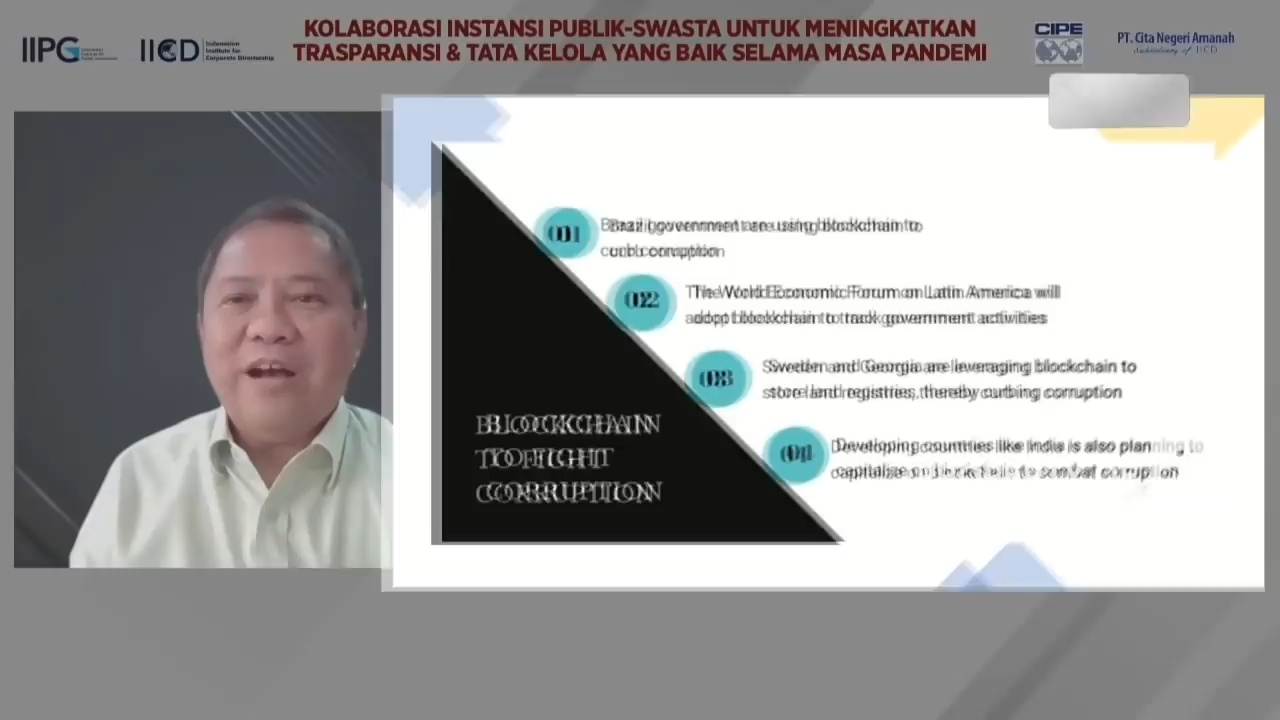 KOLABORASI INSTANSI PUBLIK-SWASTA UNTUK MENINGKATKAN
TRASPARANSI & TATA KELOLA YANG BAIK SELAMA MASA PANDEMI
IIPG
IICD
Indonesian
Institute for
Corporate Directorship
CIPE
PT. Cita Negeri Amanah
Subsidiary of IICD
01
Brazil government are using blockchain to
curb corruption
02
The World Economic Forum on Latin America will
adopt blockchain to track government activities
03
Sweden and Georgia are leveraging blockchain to
store land registries, thereby curbing corruption
04
Developing countries like India is also planning to
capitalise on blockchain to combat corruption
BLOCKCHAIN
TO FIGHT
CORRUPTION